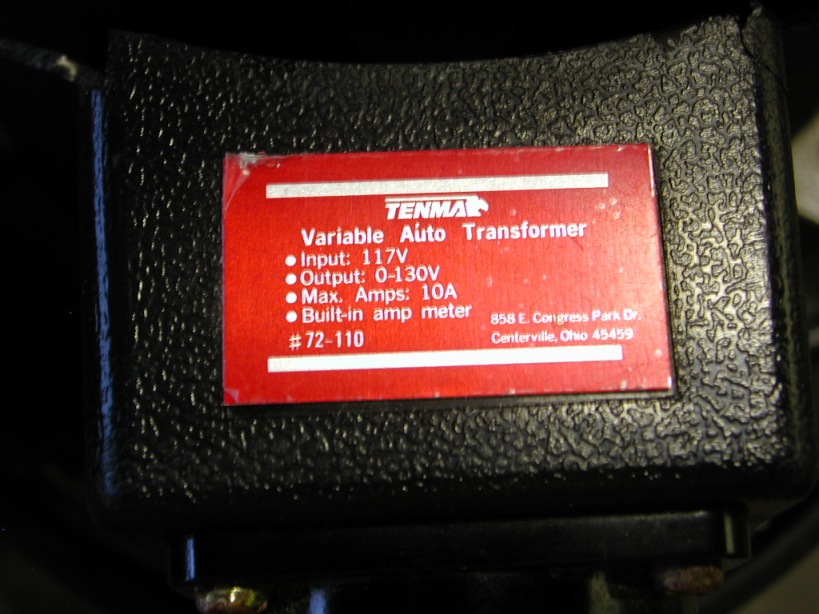 TENMA
Variable Auto Transformer
● Input: 117V
● Output: 0-130V
● Max. Amps: 10A
● Built-in amp meter
#72-110
858 E. Congress Park Dr.
Centerville, Ohio 45459